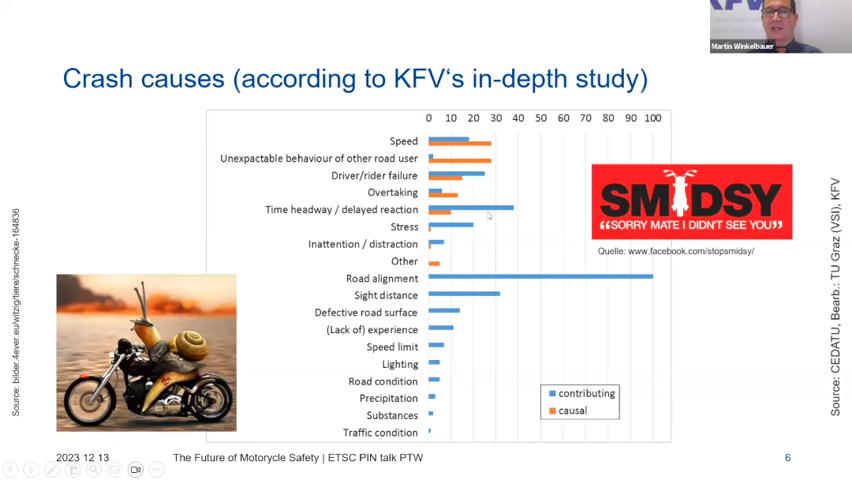 KFV
Martin Winkelbauer
Crash causes (according to KFV‘s in-depth study)
0 10 20 30 40 50 60 70 80 90 100
Speed
Unexpactable behaviour of other road user
Driver/rider failure
Overtaking
Time headway / delayed reaction
Stress
Inattention / distraction
Other
Road alignment
Sight distance
Defective road surface
(Lack of) experience
Speed limit
Lighting
Road condition
Precipitation
Substances
Traffic condition
contributing
causal
SMIDSY
“SORRY MATE I DIDN'T SEE YOU”
Quelle: www.facebook.com/stopsmidsy/
Source: bilder.4ever.eu/witzig/tiere/schnecke-164836
Source: CEDATU, Bearb.: TU Graz (VSI), KFV
2023 12 13
The Future of Motorcycle Safety | ETSC PIN talk PTW
6